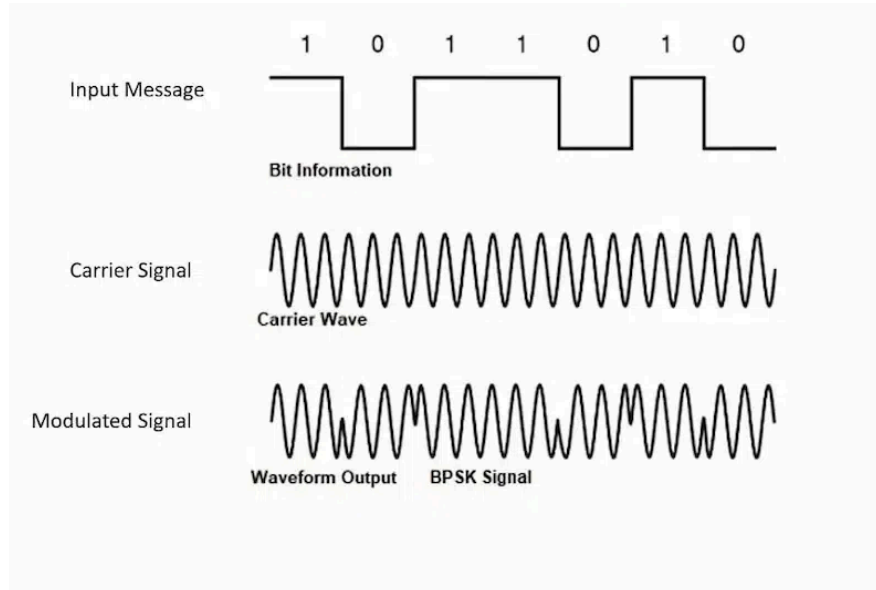 1 0 1 1 0 1 0
Input Message
Bit Information
Carrier Signal
Carrier Wave
Modulated Signal
Waveform Output BPSK Signal